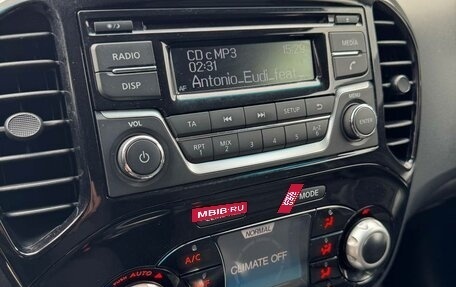 RADIO
MEDIA
CD c MP3 15:29
02:31
Antonio_Eudi_feat_
AF
DISP
VOL
TA
SETUP
MENU
ENTER
RPT
1
MIX
2
3
4
5
A-Z
6
MBIB.RU
MODE
NORMAL
A/C
CLIMATE OFF
AUTO